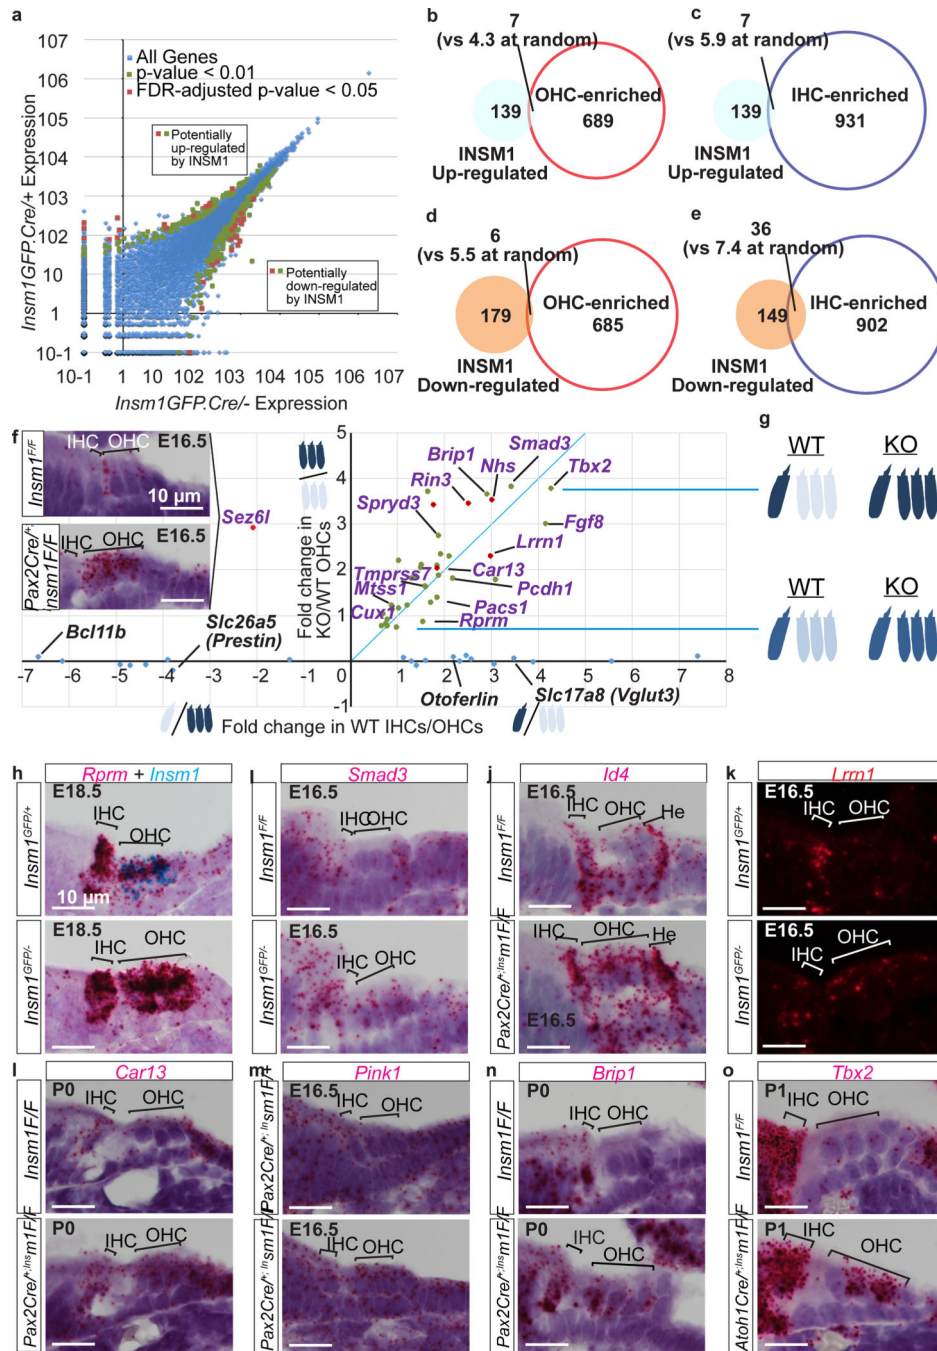 a
107
106
105
104
103
102
10
1
10-1
10-1
1
10
102
103
104
106
107
Insm1GFP.Cre/+ Expression
Insm1GFP.Cre/- Expression
All Genes
p-value < 0.01
FDR-adjusted p-value < 0.05
Potentially
up-regulated
by INSM1
Potentially
down-regulated
by INSM1
b
7
(vs 4.3 at random)
139
OHC-enriched
689
INSM1
Up-regulated
c
7
(vs 5.9 at random)
139
IHC-enriched
931
INSM1
Up-regulated
d
6
(vs 5.5 at random)
179
OHC-enriched
685
INSM1
Down-regulated
e
36
(vs 7.4 at random)
149
IHC-enriched
902
INSM1
Down-regulated
f
Insm1F/F
IHC OHC
E16.5
10 µm
Pax2Cre/+;
Insm1F/F
E16.5
IHC OHC
Sez6l
Bcl11b
Slc26a5
(Prestin)
Fold change in
KO/WT OHCs
5
4
3
2
1
0
-1
-7 -6 -5 -4 -3 -2 -1
1 2 3 4 5 6 7 8
Fold change in WT IHCs/OHCs
Smad3
Brip1
Nhs
Tbx2
Rin3
Spryd3
Fgf8
Lrrn1
Car13
Tmprss7
Pcdh1
Mtss1
Pacs1
Cux1
Rprm
Otoferlin
Slc17a8 (Vglut3)
g
WT KO
WT KO
h
Rprm + Insm1
Insm1GFP/+
E18.5
IHC
OHC
10 µm
Insm1GFP/-
E18.5
IHC OHC
l
Smad3
Insm1F/F
E16.5
IHC OHC
Insm1GFP/-
E16.5
IHC OHC
j
Id4
Insm1F/F
E16.5
IHC OHC He
Pax2Cre/+;Insm1F/F
IHC OHC He
E16.5
k
Lrrn1
Insm1GFP/+
E16.5
IHC OHC
Insm1GFP/-
E16.5
IHC OHC
l
Car13
Insm1F/F
P0
IHC OHC
Pax2Cre/+;Insm1F/F
P0
IHC OHC
m
Pink1
E16.5
IHC OHC
E16.5
IHC OHC
n
Brip1
Insm1F/F
P0
IHC OHC
Pax2Cre/+;Insm1F/F
P0
IHC
OHC
o
Tbx2
Insm1F/F
P1
IHC OHC
Atoh1Cre/+;Insm1F/F
P1
IHC
OHC